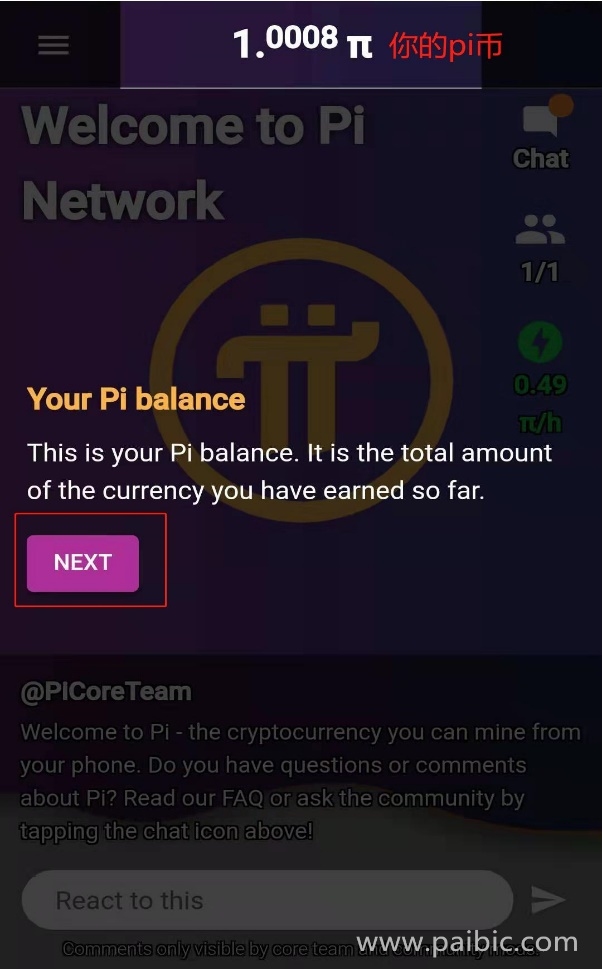 1.0008 π 你的pi币
Welcome to Pi
Network
Chat
1/1
0.49
π/h
Your Pi balance
This is your Pi balance. It is the total amount
of the currency you have earned so far.
NEXT
@PICoreTeam
Welcome to Pi - the cryptocurrency you can mine from
your phone. Do you have questions or comments
about Pi? Read our FAQ or ask the community by
tapping the chat icon above!
React to this
www.paibic.com
Comments only visible by core team and